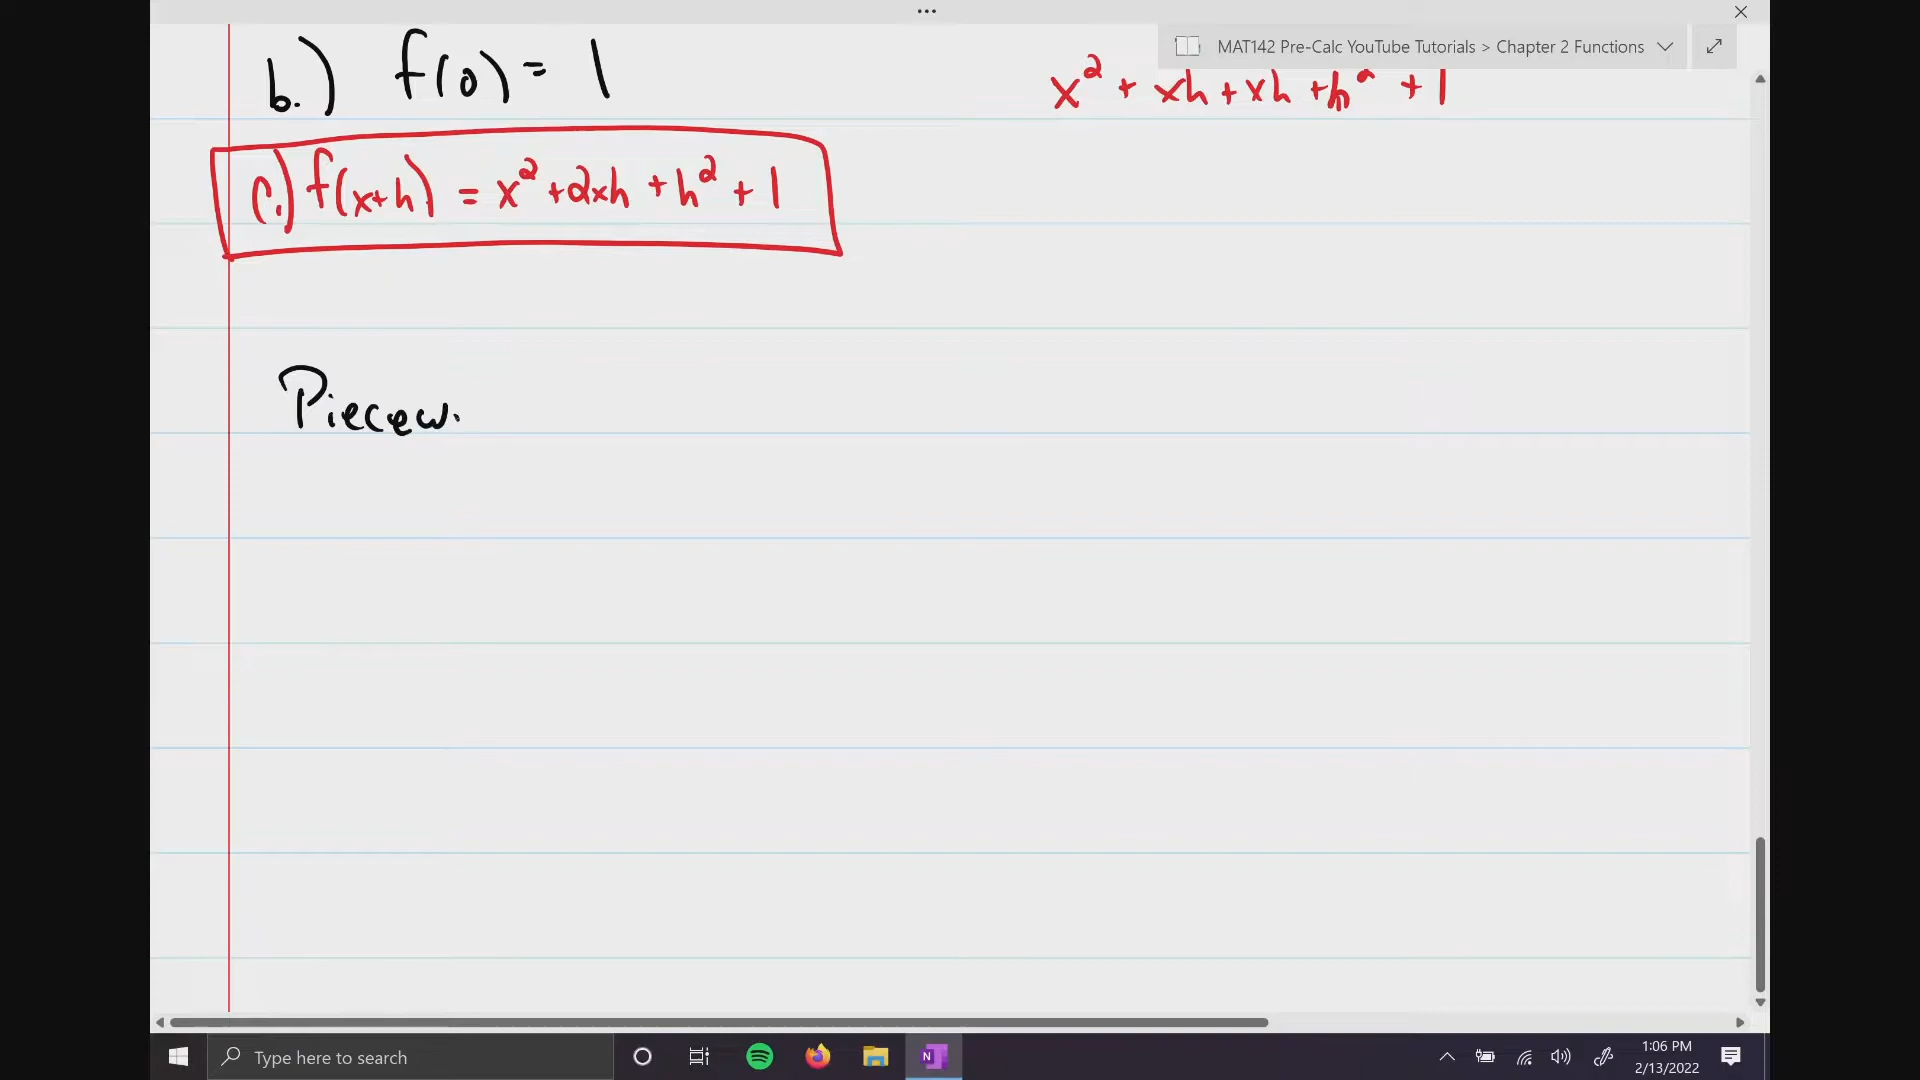 MAT142 Pre-Calc YouTube Tutorials > Chapter 2 Functions
b.) f(0) = 1
x² + xh + xh + h² + 1
c.) f(x+h) = x² + 2xh + h² + 1
Piecew.
Type here to search
1:06 PM
2/13/2022